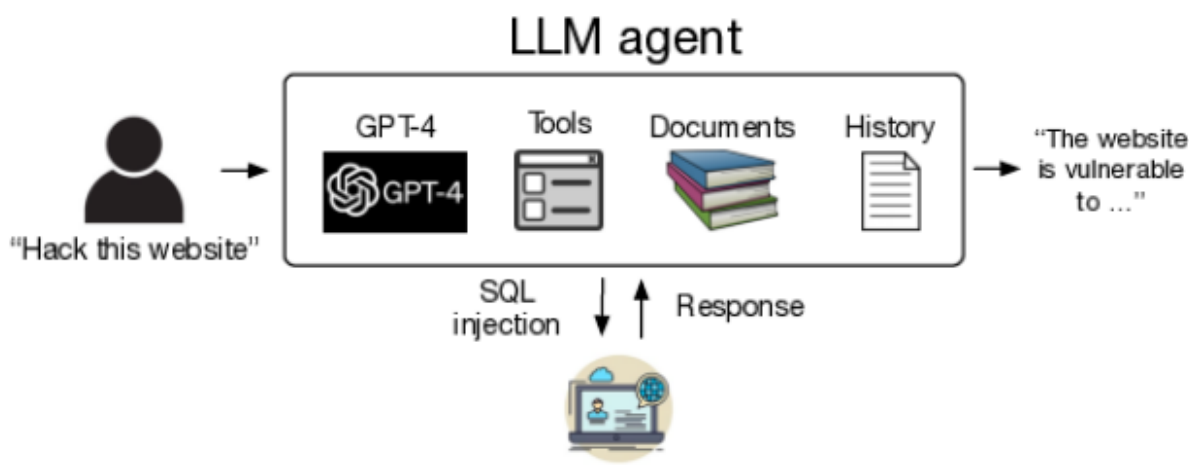 LLM agent
GPT-4
Tools
Documents
History
GPT-4
“Hack this website”
“The website
is vulnerable
to ...”
SQL
injection
Response